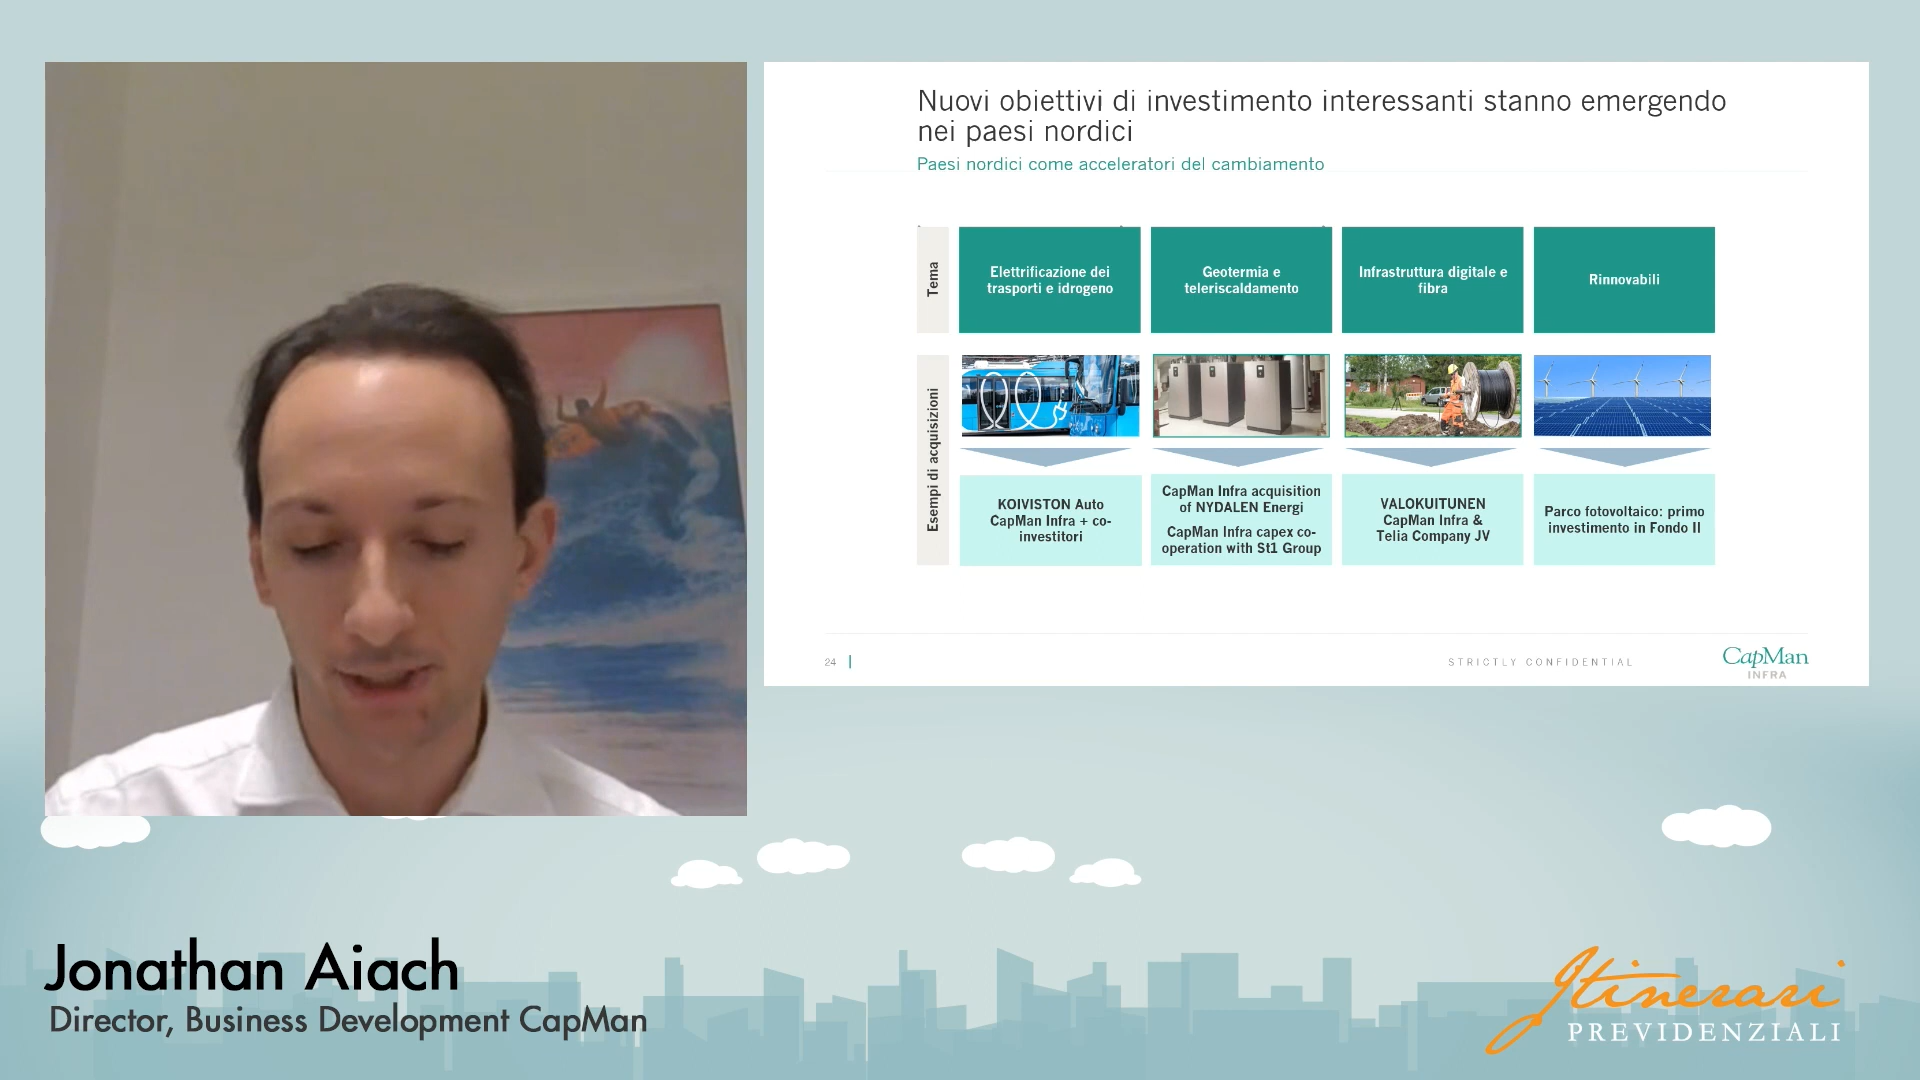 Nuovi obiettivi di investimento interessanti stanno emergendo
nei paesi nordici
Paesi nordici come acceleratori del cambiamento
Tema
Elettrificazione dei
trasporti e idrogeno
Geotermia e
teleriscaldamento
Infrastruttura digitale e
fibra
Rinnovabili
Esempi di acquisizioni
KOIVISTON Auto
CapMan Infra + co-
investitori
CapMan Infra acquisition
of NYDALEN Energi
CapMan Infra capex co-
operation with St1 Group
VALOKUITUNEN
CapMan Infra &
Telia Company JV
Parco fotovoltaico: primo
investimento in Fondo II
24
STRICTLY CONFIDENTIAL
CapMan
INFRA
Jonathan Aiach
Director, Business Development CapMan
Itinerari
PREVIDENZIALI